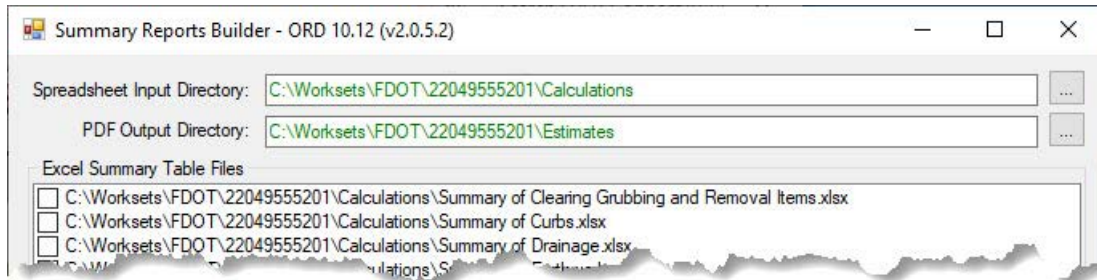 Summary Reports Builder - ORD 10.12 (v2.0.5.2)
Spreadsheet Input Directory: C:\Worksets\FDOT\22049555201\Calculations ...
PDF Output Directory: C:\Worksets\FDOT\22049555201\Estimates ...
Excel Summary Table Files
C:\Worksets\FDOT\22049555201\Calculations\Summary of Clearing Grubbing and Removal Items.xlsx
C:\Worksets\FDOT\22049555201\Calculations\Summary of Curbs.xlsx
C:\Worksets\FDOT\22049555201\Calculations\Summary of Drainage.xlsx